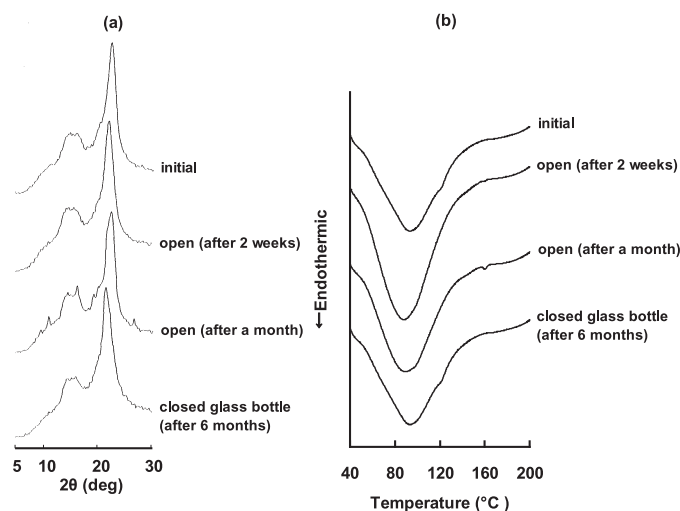 (a)
initial
open (after 2 weeks)
open (after a month)
closed glass bottle
(after 6 months)
5 10 20 30
2θ (deg)
(b)
initial
open (after 2 weeks)
open (after a month)
closed glass bottle
(after 6 months)
←Endothermic
40 80 120 160 200
Temperature (°C )